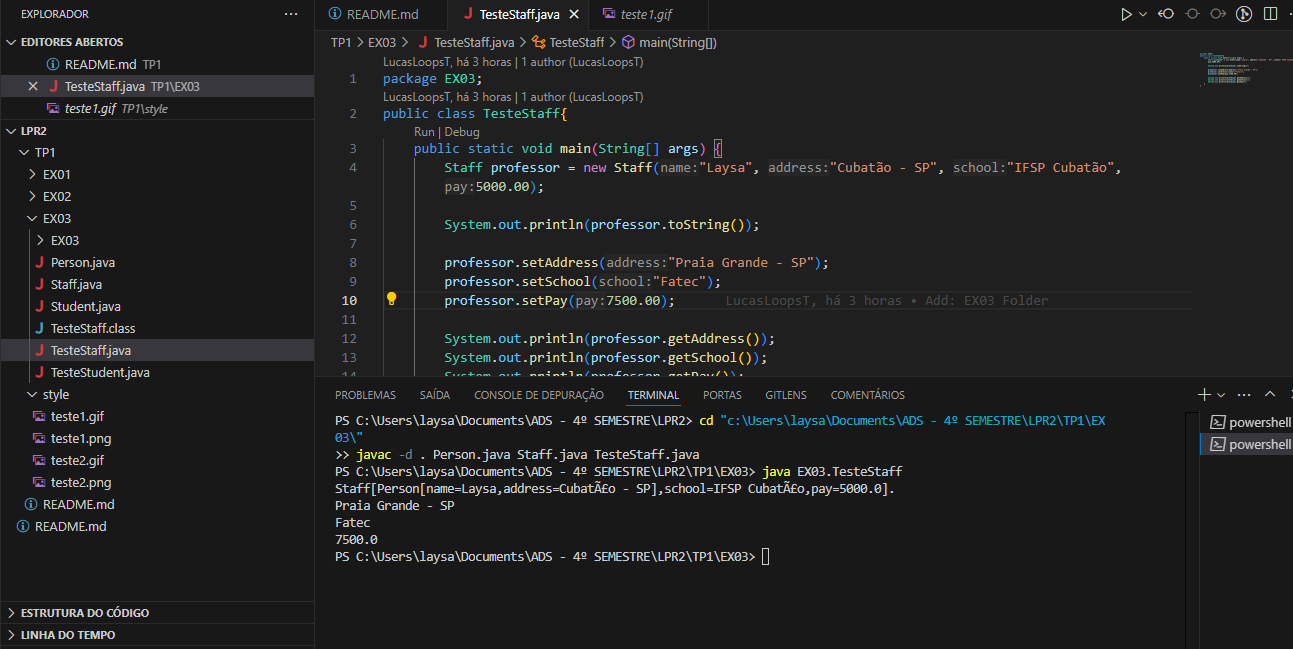 EXPLORADOR
EDITORES ABERTOS
README.md TP1
TesteStaff.java TP1\EX03
teste1.gif TP1\style
LPR2
TP1
EX01
EX02
EX03
EX03
Person.java
Staff.java
Student.java
TesteStaff.class
TesteStaff.java
TesteStudent.java
style
teste1.gif
teste1.png
teste2.gif
teste2.png
README.md
README.md
ESTRUTURA DO CÓDIGO
LINHA DO TEMPO
README.md TesteStaff.java teste1.gif
TP1 > EX03 > TesteStaff.java > TesteStaff > main(String[])
LucasLoopsT, há 3 horas | 1 author (LucasLoopsT)
1 package EX03;
LucasLoopsT, há 3 horas | 1 author (LucasLoopsT)
2 public class TesteStaff{
Run | Debug
3 public static void main(String[] args) {
4 Staff professor = new Staff(name:"Laysa", address:"Cubatão - SP", school:"IFSP Cubatão",
pay:5000.00);
5
6 System.out.println(professor.toString());
7
8 professor.setAddress(address:"Praia Grande - SP");
9 professor.setSchool(school:"Fatec");
10 professor.setPay(pay:7500.00); LucasLoopsT, há 3 horas • Add: EX03 Folder
11
12 System.out.println(professor.getAddress());
13 System.out.println(professor.getSchool());
14 System.out.println(professor.getPay());
PROBLEMAS SAÍDA CONSOLE DE DEPURAÇÃO TERMINAL PORTAS GITLENS COMENTÁRIOS
PS C:\Users\laysa\Documents\ADS - 4º SEMESTRE\LPR2> cd "c:\Users\laysa\Documents\ADS - 4º SEMESTRE\LPR2\TP1\EX
03\"
>> javac -d . Person.java Staff.java TesteStaff.java
PS C:\Users\laysa\Documents\ADS - 4º SEMESTRE\LPR2\TP1\EX03> java EX03.TesteStaff
Staff[Person[name=Laysa,address=CubatÃ£o - SP],school=IFSP CubatÃ£o,pay=5000.0].
Praia Grande - SP
Fatec
7500.0
PS C:\Users\laysa\Documents\ADS - 4º SEMESTRE\LPR2\TP1\EX03>
powershell
powershell